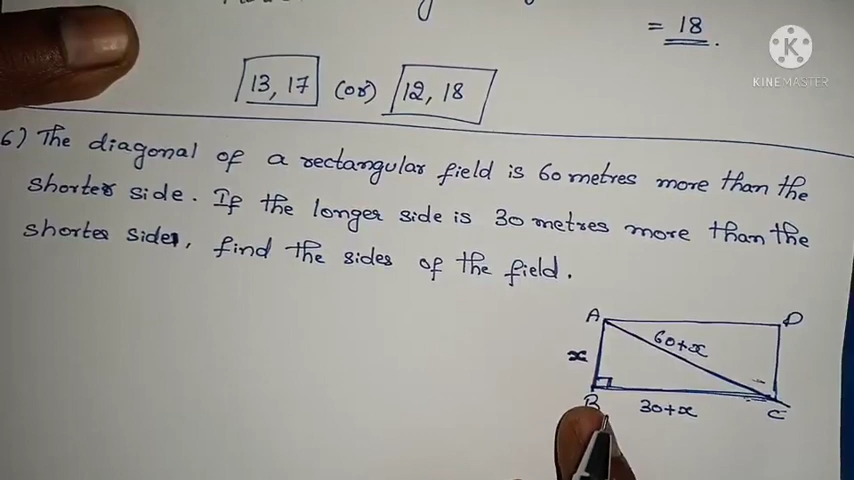 = 18.
13, 17 (or) 12, 18
K
KINEMASTER
6) The diagonal of a rectangular field is 60 metres more than the
shorter side. If the longer side is 30 metres more than the
shorter side, find the sides of the field.
A D
60+x
x
B C
30+x